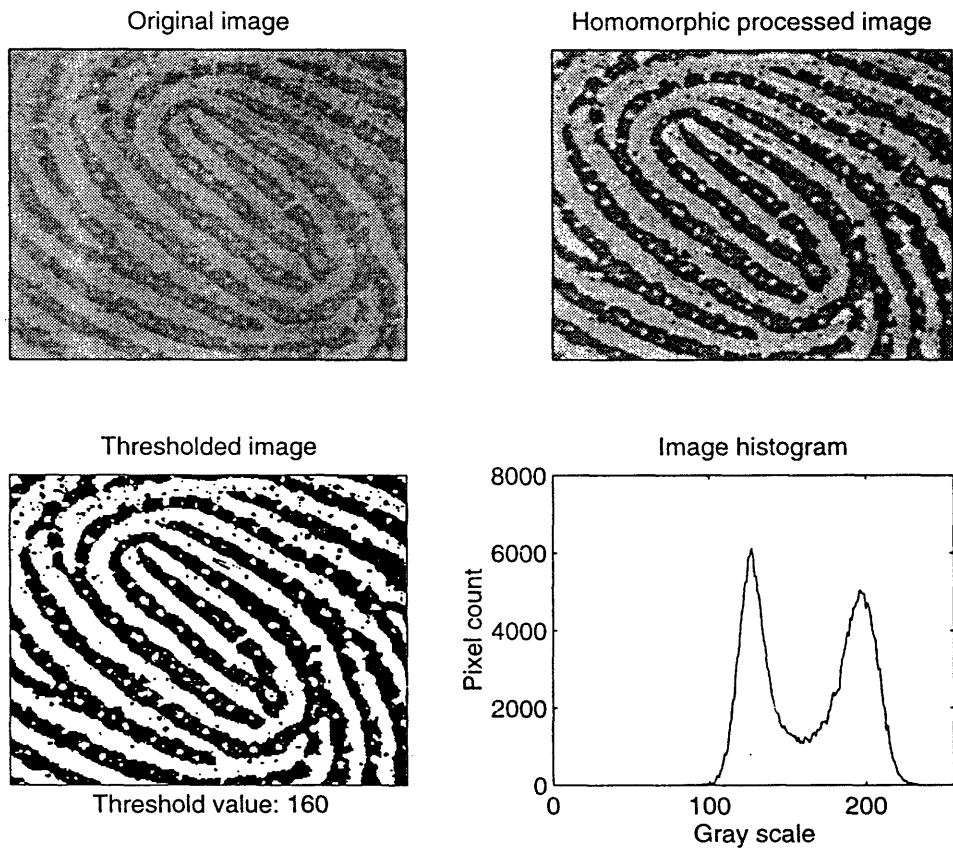 Original image
Homomorphic processed image
Thresholded image
Threshold value: 160
Image histogram
8000
6000
4000
2000
0
Pixel count
0 100 200
Gray scale